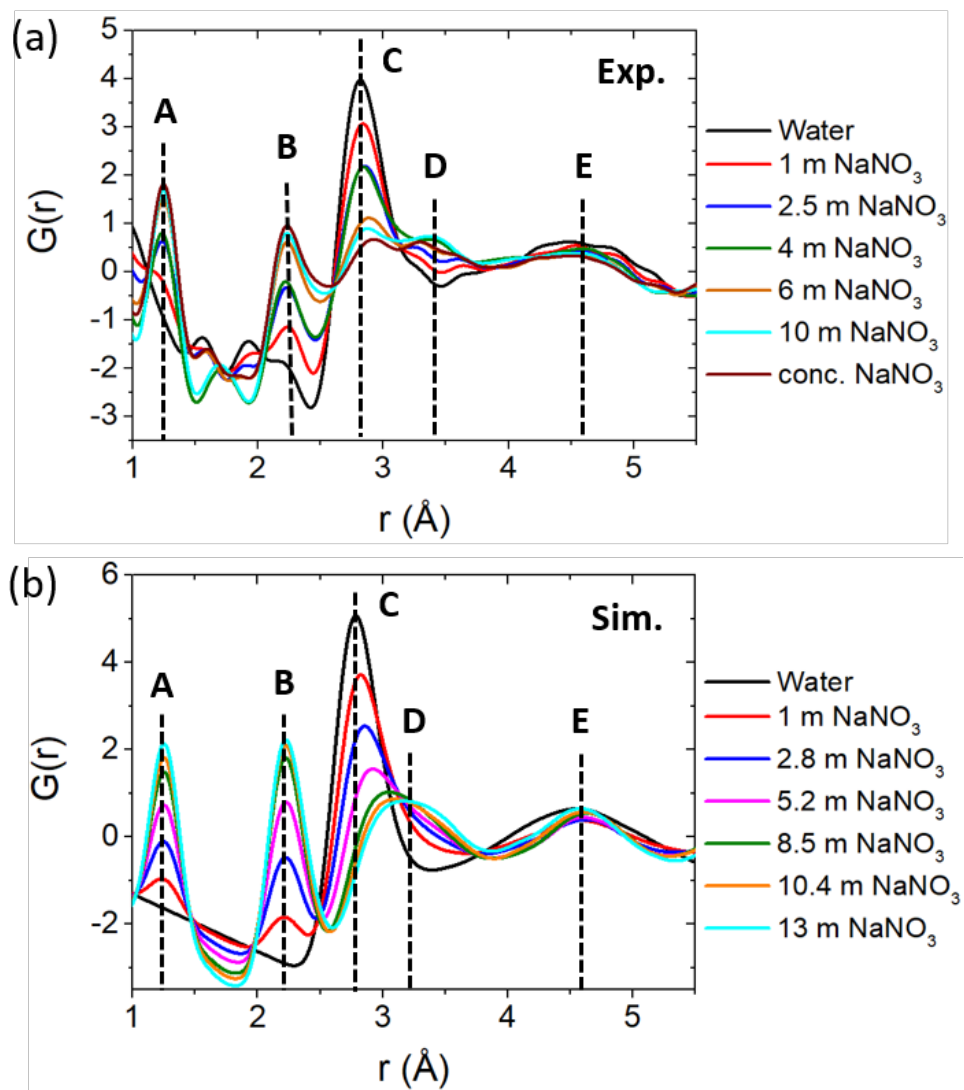 (a)
Exp.
A
B
C
D
E
G(r)
5
4
3
2
1
0
-1
-2
-3
1
2
3
4
5
r (Å)
Water
1 m NaNO₃
2.5 m NaNO₃
4 m NaNO₃
6 m NaNO₃
10 m NaNO₃
conc. NaNO₃
(b)
Sim.
A
B
C
D
E
G(r)
6
4
2
0
-2
1
2
3
4
5
r (Å)
Water
1 m NaNO₃
2.8 m NaNO₃
5.2 m NaNO₃
8.5 m NaNO₃
10.4 m NaNO₃
13 m NaNO₃